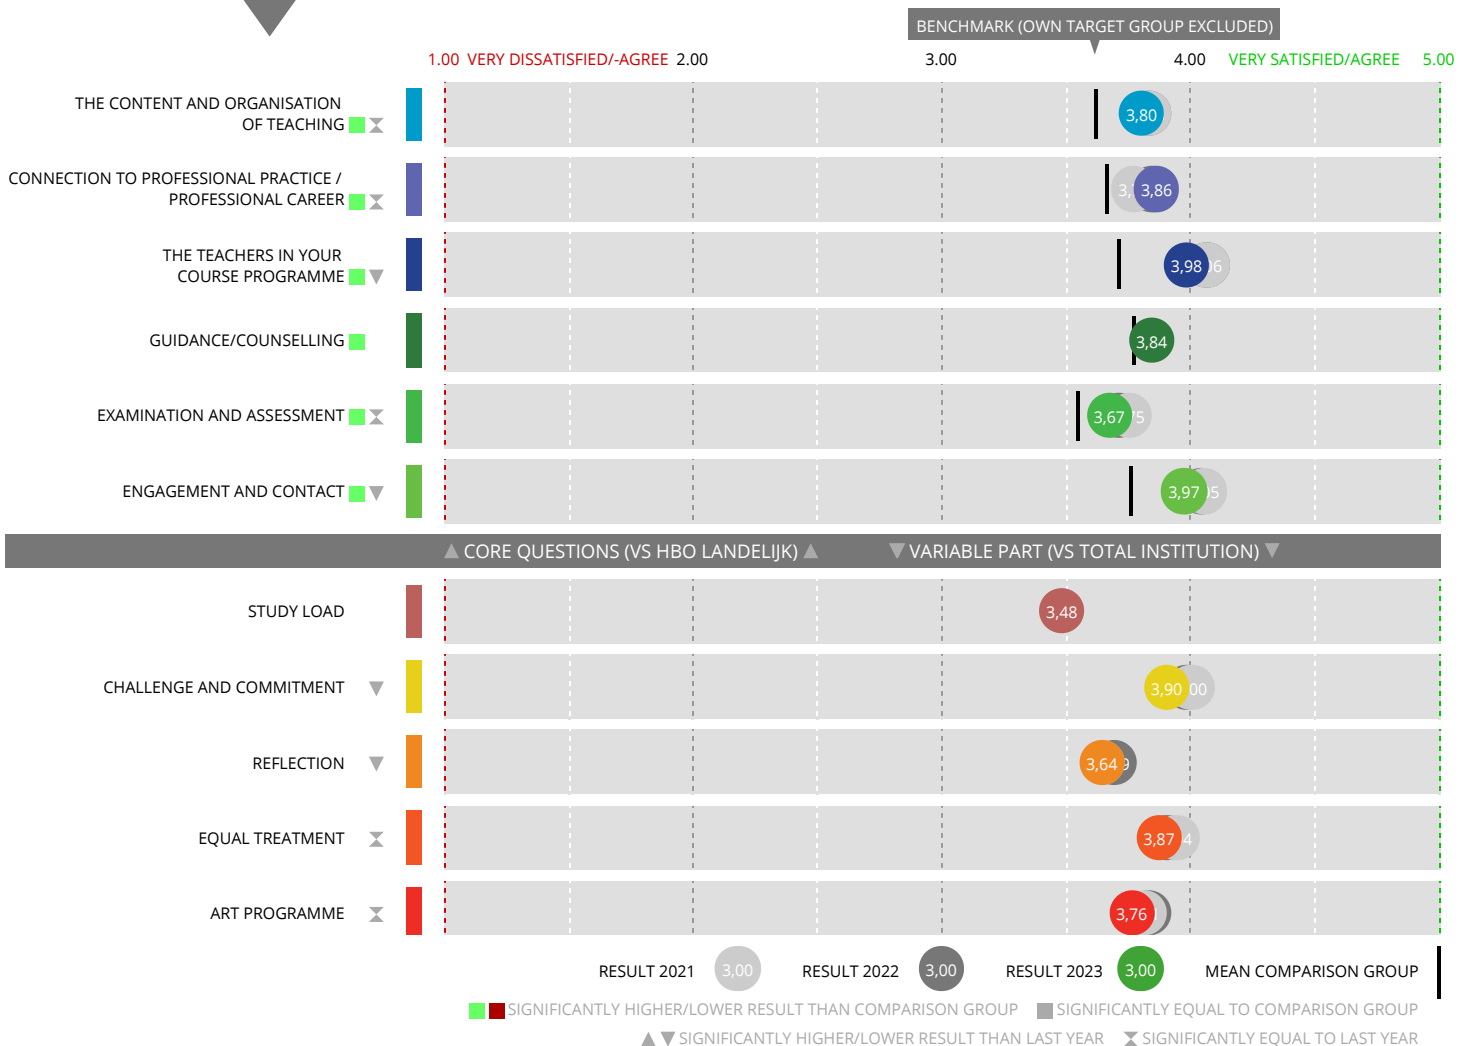 BENCHMARK (OWN TARGET GROUP EXCLUDED)
1.00 VERY DISSATISFIED/-AGREE 2.00 3.00 4.00 VERY SATISFIED/AGREE 5.00
THE CONTENT AND ORGANISATION
OF TEACHING
3,80
CONNECTION TO PROFESSIONAL PRACTICE /
PROFESSIONAL CAREER
3,86
THE TEACHERS IN YOUR
COURSE PROGRAMME
3,98
GUIDANCE/COUNSELLING
3,84
EXAMINATION AND ASSESSMENT
3,67
ENGAGEMENT AND CONTACT
3,97
CORE QUESTIONS (VS HBO LANDELIJK) VARIABLE PART (VS TOTAL INSTITUTION)
STUDY LOAD
3,48
CHALLENGE AND COMMITMENT
3,90
REFLECTION
3,64
EQUAL TREATMENT
3,87
ART PROGRAMME
3,76
RESULT 2021 3,00 RESULT 2022 3,00 RESULT 2023 3,00 MEAN COMPARISON GROUP
SIGNIFICANTLY HIGHER/LOWER RESULT THAN COMPARISON GROUP SIGNIFICANTLY EQUAL TO COMPARISON GROUP
SIGNIFICANTLY HIGHER/LOWER RESULT THAN LAST YEAR SIGNIFICANTLY EQUAL TO LAST YEAR